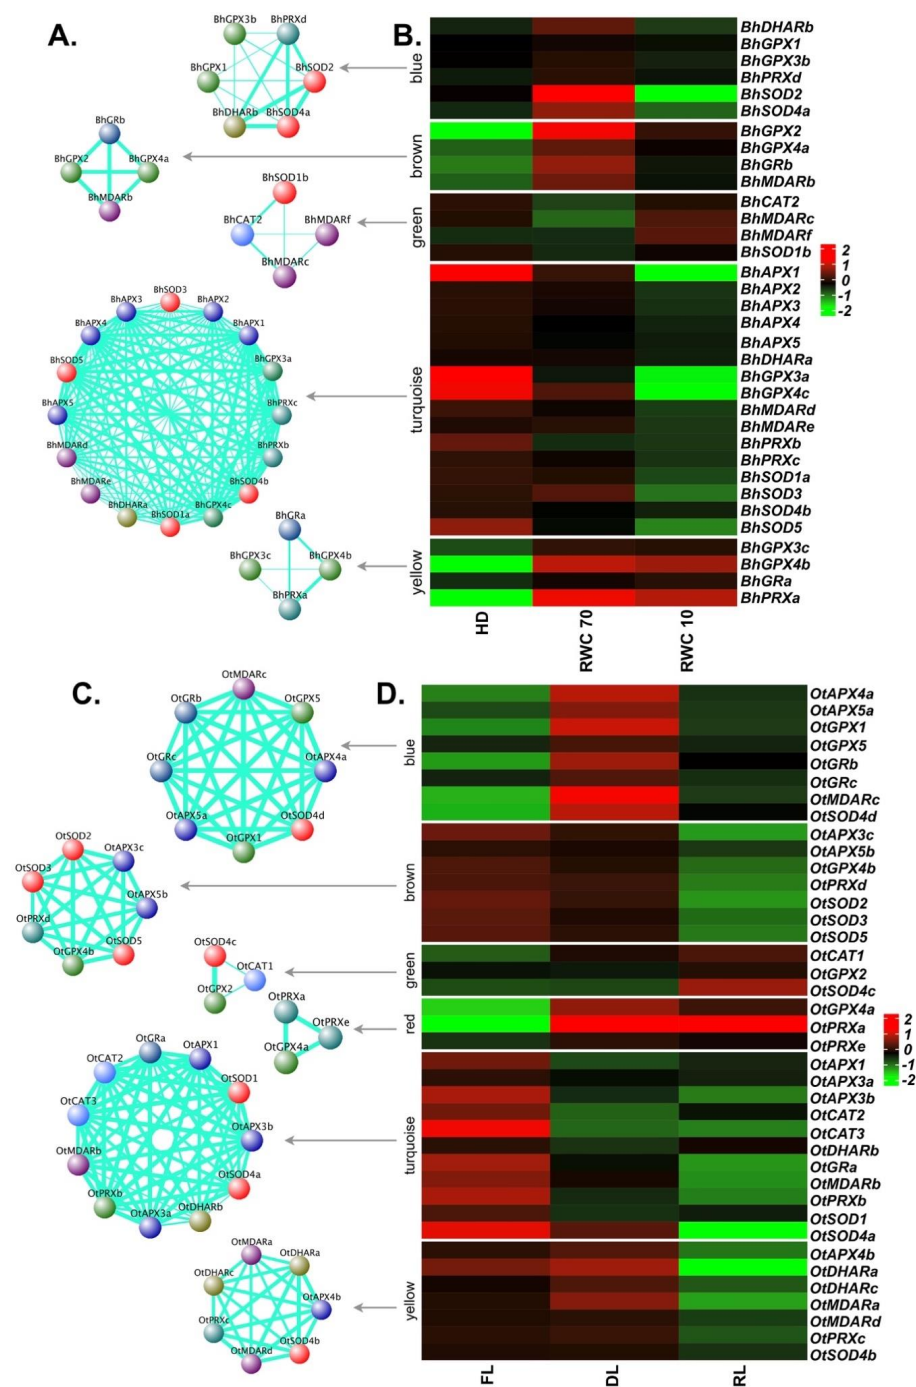 A.
BhGPX3b
BhPRXd
BhGPX1
BhSOD2
BhDHARb
BhSOD4a
BhGRb
BhGPX2
BhGPX4a
BhMDARb
BhSOD1b
BhCAT2
BhMDARf
BhMDARc
BhSOD3
BhAPX3
BhAPX2
BhAPX4
BhAPX1
BhSOD5
BhGPX3a
BhAPX5
BhPRXc
BhMDARd
BhPRXb
BhMDARe
BhSOD4b
BhDHARa
BhGPX4c
BhSOD1a
BhGRa
BhGPX3c
BhGPX4b
BhPRXa
B.
blue
brown
green
turquoise
yellow
BhDHARb
BhGPX1
BhGPX3b
BhPRXd
BhSOD2
BhSOD4a
BhGPX2
BhGPX4a
BhGRb
BhMDARb
BhCAT2
BhMDARc
BhMDARf
BhSOD1b
BhAPX1
BhAPX2
BhAPX3
BhAPX4
BhAPX5
BhDHARa
BhGPX3a
BhGPX4c
BhMDARd
BhMDARe
BhPRXb
BhPRXc
BhSOD1a
BhSOD3
BhSOD4b
BhSOD5
BhGPX3c
BhGPX4b
BhGRa
BhPRXa
2
1
0
-1
-2
HD
RWC 70
RWC 10
C.
OtMDARc
OtGRb
OtGPX5
OtGRc
OtAPX4a
OtAPX5a
OtSOD4d
OtGPX1
OtSOD2
OtAPX3c
OtSOD3
OtAPX5b
OtPRXd
OtSOD5
OtGPX4b
OtSOD4c
OtCAT1
OtGPX2
OtPRXa
OtPRXe
OtGPX4a
OtGRa
OtAPX1
OtCAT2
OtSOD1
OtCAT3
OtAPX3b
OtMDARb
OtSOD4a
OtPRXb
OtDHARb
OtAPX3a
OtMDARa
OtDHARa
OtDHARc
OtAPX4b
OtPRXc
OtSOD4b
OtMDARd
D.
blue
brown
green
red
turquoise
yellow
OtAPX4a
OtAPX5a
OtGPX1
OtGPX5
OtGRb
OtGRc
OtMDARc
OtSOD4d
OtAPX3c
OtAPX5b
OtGPX4b
OtPRXd
OtSOD2
OtSOD3
OtSOD5
OtCAT1
OtGPX2
OtSOD4c
OtGPX4a
OtPRXa
OtPRXe
OtAPX1
OtAPX3a
OtAPX3b
OtCAT2
OtCAT3
OtDHARb
OtGRa
OtMDARb
OtPRXb
OtSOD1
OtSOD4a
OtAPX4b
OtDHARa
OtDHARc
OtMDARa
OtMDARd
OtPRXc
OtSOD4b
2
1
0
-1
-2
FL
DL
RL